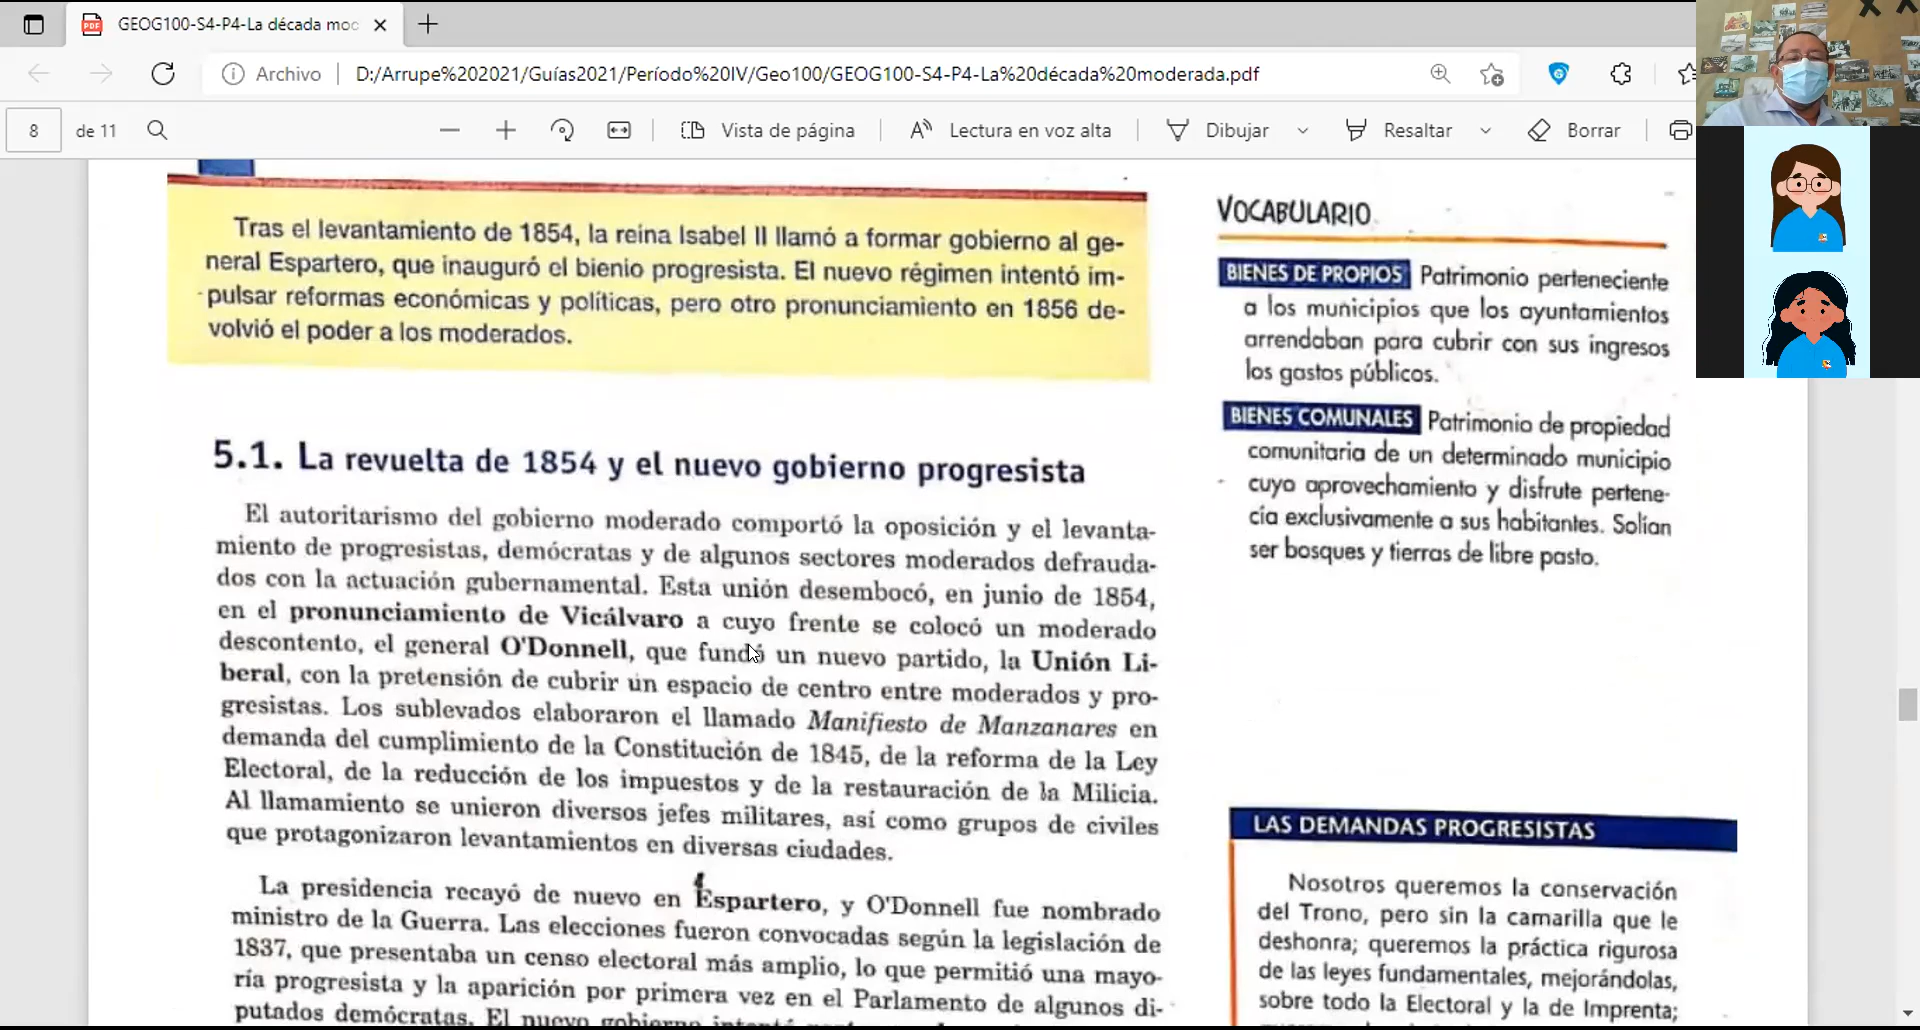 GEOG100-S4-P4-La década moc
Archivo
D:/Arrupe%202021/Guías2021/Período%20IV/Geo100/GEOG100-S4-P4-La%20década%20moderada.pdf
8
de 11
Vista de página
Lectura en voz alta
Dibujar
Resaltar
Borrar
Tras el levantamiento de 1854, la reina Isabel II llamó a formar gobierno al ge-
neral Espartero, que inauguró el bienio progresista. El nuevo régimen intentó im-
pulsar reformas económicas y políticas, pero otro pronunciamiento en 1856 de-
volvió el poder a los moderados.
5.1. La revuelta de 1854 y el nuevo gobierno progresista
El autoritarismo del gobierno moderado comportó la oposición y el levanta-
miento de progresistas, demócratas y de algunos sectores moderados defrauda-
dos con la actuación gubernamental. Esta unión desembocó, en junio de 1854,
en el pronunciamiento de Vicálvaro a cuyo frente se colocó un moderado
descontento, el general O'Donnell, que fundó un nuevo partido, la Unión Li-
beral, con la pretensión de cubrir un espacio de centro entre moderados y pro-
gresistas. Los sublevados elaboraron el llamado Manifiesto de Manzanares en
demanda del cumplimiento de la Constitución de 1845, de la reforma de la Ley
Electoral, de la reducción de los impuestos y de la restauración de la Milicia.
Al llamamiento se unieron diversos jefes militares, así como grupos de civiles
que protagonizaron levantamientos en diversas ciudades.
La presidencia recayó de nuevo en Espartero, y O'Donnell fue nombrado
ministro de la Guerra. Las elecciones fueron convocadas según la legislación de
1837, que presentaba un censo electoral más amplio, lo que permitió una mayo-
ría progresista y la aparición por primera vez en el Parlamento de algunos di-
putados demócratas. El nuevo gobierno intentó
VOCABULARIO
BIENES DE PROPIOS Patrimonio perteneciente
a los municipios que los ayuntamientos
arrendaban para cubrir con sus ingresos
los gastos públicos.
BIENES COMUNALES Patrimonio de propiedad
comunitaria de un determinado municipio
cuyo aprovechamiento y disfrute pertene-
cía exclusivamente a sus habitantes. Solían
ser bosques y tierras de libre pasto.
LAS DEMANDAS PROGRESISTAS
Nosotros queremos la conservación
del Trono, pero sin la camarilla que le
deshonra; queremos la práctica rigurosa
de las leyes fundamentales, mejorándolas,
sobre todo la Electoral y la de Imprenta;